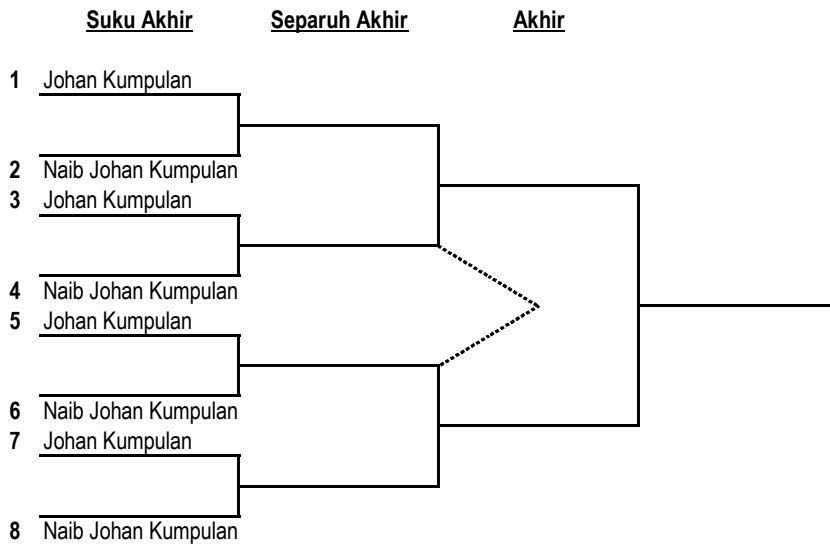 Suku Akhir Separuh Akhir Akhir
1 Johan Kumpulan
2 Naib Johan Kumpulan
3 Johan Kumpulan
4 Naib Johan Kumpulan
5 Johan Kumpulan
6 Naib Johan Kumpulan
7 Johan Kumpulan
8 Naib Johan Kumpulan